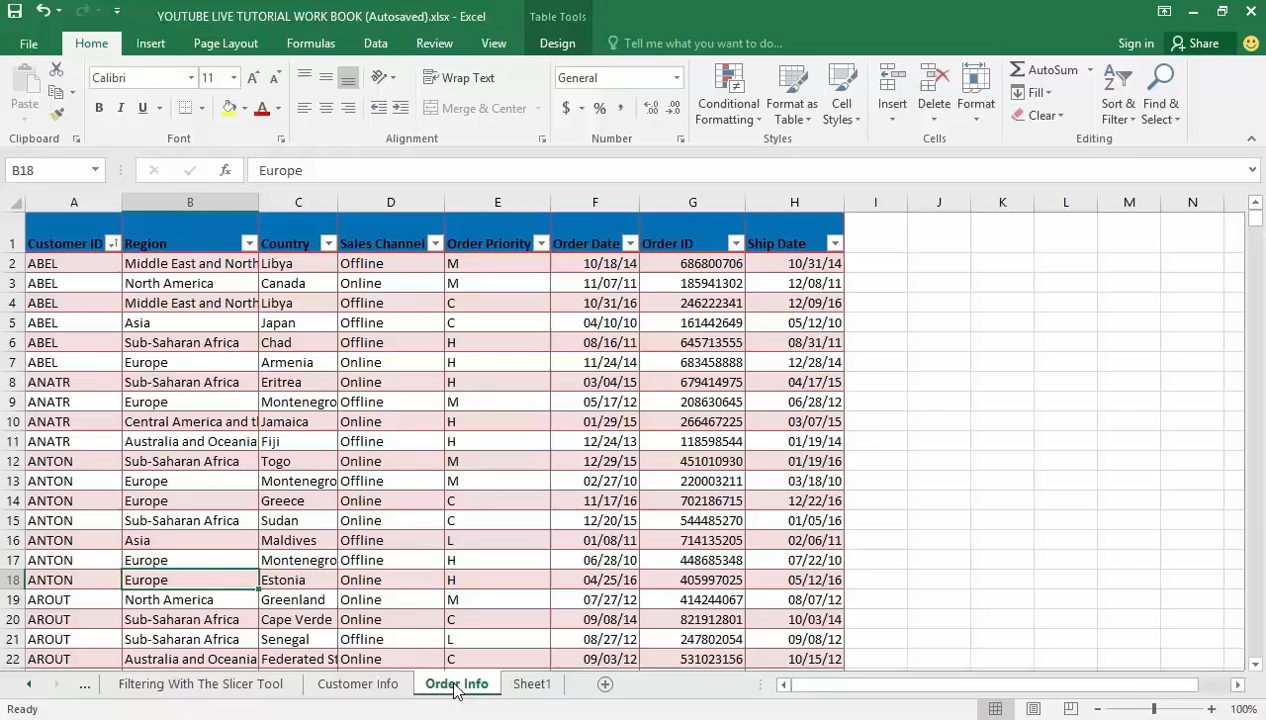 YOUTUBE LIVE TUTORIAL WORK BOOK (Autosaved).xlsx - Excel
Table Tools
File Home Insert Page Layout Formulas Data Review View Design Tell me what you want to do... Sign in Share
Paste Calibri 11 Wrap Text General Conditional Formatting Format as Table Cell Styles Insert Delete Format AutoSum Sort & Filter Find & Select
B I U Merge & Center $ % , Fill Clear
Clipboard Font Alignment Number Styles Cells Editing
B18 fx Europe
A B C D E F G H I J K L M N
1 Customer ID Region Country Sales Channel Order Priority Order Date Order ID Ship Date
2 ABEL Middle East and North Libya Offline M 10/18/14 686800706 10/31/14
3 ABEL North America Canada Online M 11/07/11 185941302 12/08/11
4 ABEL Middle East and North Libya Offline C 10/31/16 246222341 12/09/16
5 ABEL Asia Japan Offline C 04/10/10 161442649 05/12/10
6 ABEL Sub-Saharan Africa Chad Offline H 08/16/11 645713555 08/31/11
7 ABEL Europe Armenia Online H 11/24/14 683458888 12/28/14
8 ANATR Sub-Saharan Africa Eritrea Online H 03/04/15 679414975 04/17/15
9 ANATR Europe Montenegro Offline M 05/17/12 208630645 06/28/12
10 ANATR Central America and t Jamaica Online H 01/29/15 266467225 03/07/15
11 ANATR Australia and Oceania Fiji Offline H 12/24/13 118598544 01/19/14
12 ANTON Sub-Saharan Africa Togo Online M 12/29/15 451010930 01/19/16
13 ANTON Europe Montenegro Offline M 02/27/10 220003211 03/18/10
14 ANTON Europe Greece Online C 11/17/16 702186715 12/22/16
15 ANTON Sub-Saharan Africa Sudan Online C 12/20/15 544485270 01/05/16
16 ANTON Asia Maldives Offline L 01/08/11 714135205 02/06/11
17 ANTON Europe Montenegro Offline H 06/28/10 448685348 07/22/10
18 ANTON Europe Estonia Online H 04/25/16 405997025 05/12/16
19 AROUT North America Greenland Online M 07/27/12 414244067 08/07/12
20 AROUT Sub-Saharan Africa Cape Verde Online C 09/08/14 821912801 10/03/14
21 AROUT Sub-Saharan Africa Senegal Offline L 08/27/12 247802054 09/08/12
22 AROUT Australia and Oceania Federated St Online C 09/03/12 531023156 10/15/12
... Filtering With The Slicer Tool Customer Info Order Info Sheet1
Ready 100%